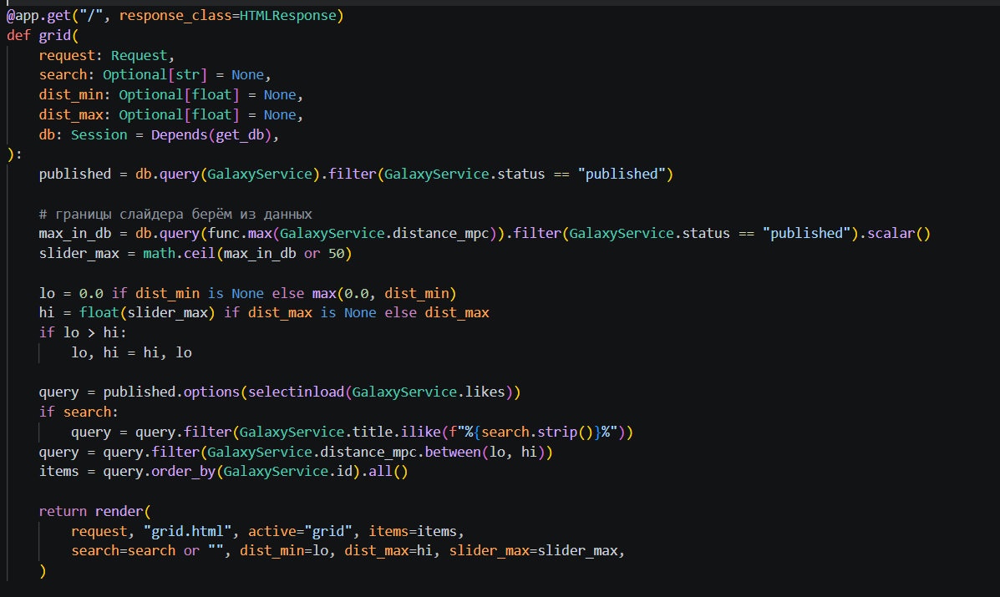 @app.get("/", response_class=HTMLResponse)
def grid(
    request: Request,
    search: Optional[str] = None,
    dist_min: Optional[float] = None,
    dist_max: Optional[float] = None,
    db: Session = Depends(get_db),
):
    published = db.query(GalaxyService).filter(GalaxyService.status == "published")

    # границы слайдера берём из данных
    max_in_db = db.query(func.max(GalaxyService.distance_mpc)).filter(GalaxyService.status == "published").scalar()
    slider_max = math.ceil(max_in_db or 50)

    lo = 0.0 if dist_min is None else max(0.0, dist_min)
    hi = float(slider_max) if dist_max is None else dist_max
    if lo > hi:
        lo, hi = hi, lo

    query = published.options(selectinload(GalaxyService.likes))
    if search:
        query = query.filter(GalaxyService.title.ilike(f"%{search.strip()}%"))
    query = query.filter(GalaxyService.distance_mpc.between(lo, hi))
    items = query.order_by(GalaxyService.id).all()

    return render(
        request, "grid.html", active="grid", items=items,
        search=search or "", dist_min=lo, dist_max=hi, slider_max=slider_max,
    )